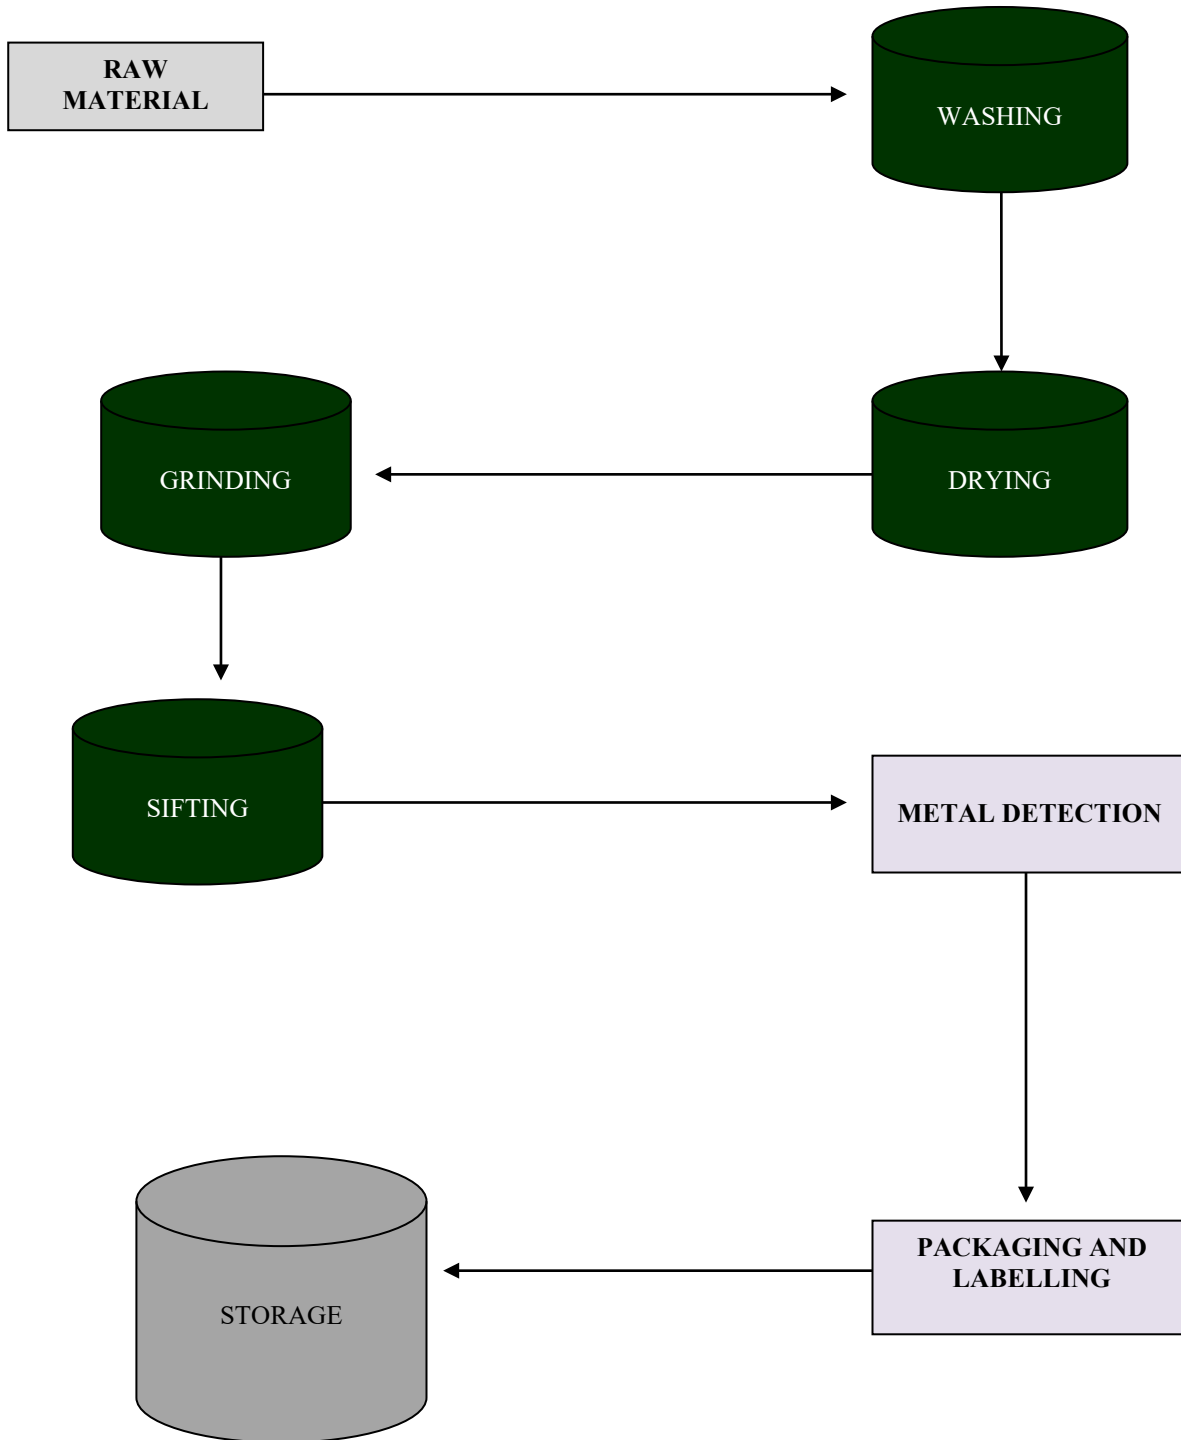 RAW
MATERIAL
WASHING
DRYING
GRINDING
SIFTING
METAL DETECTION
PACKAGING AND
LABELLING
STORAGE